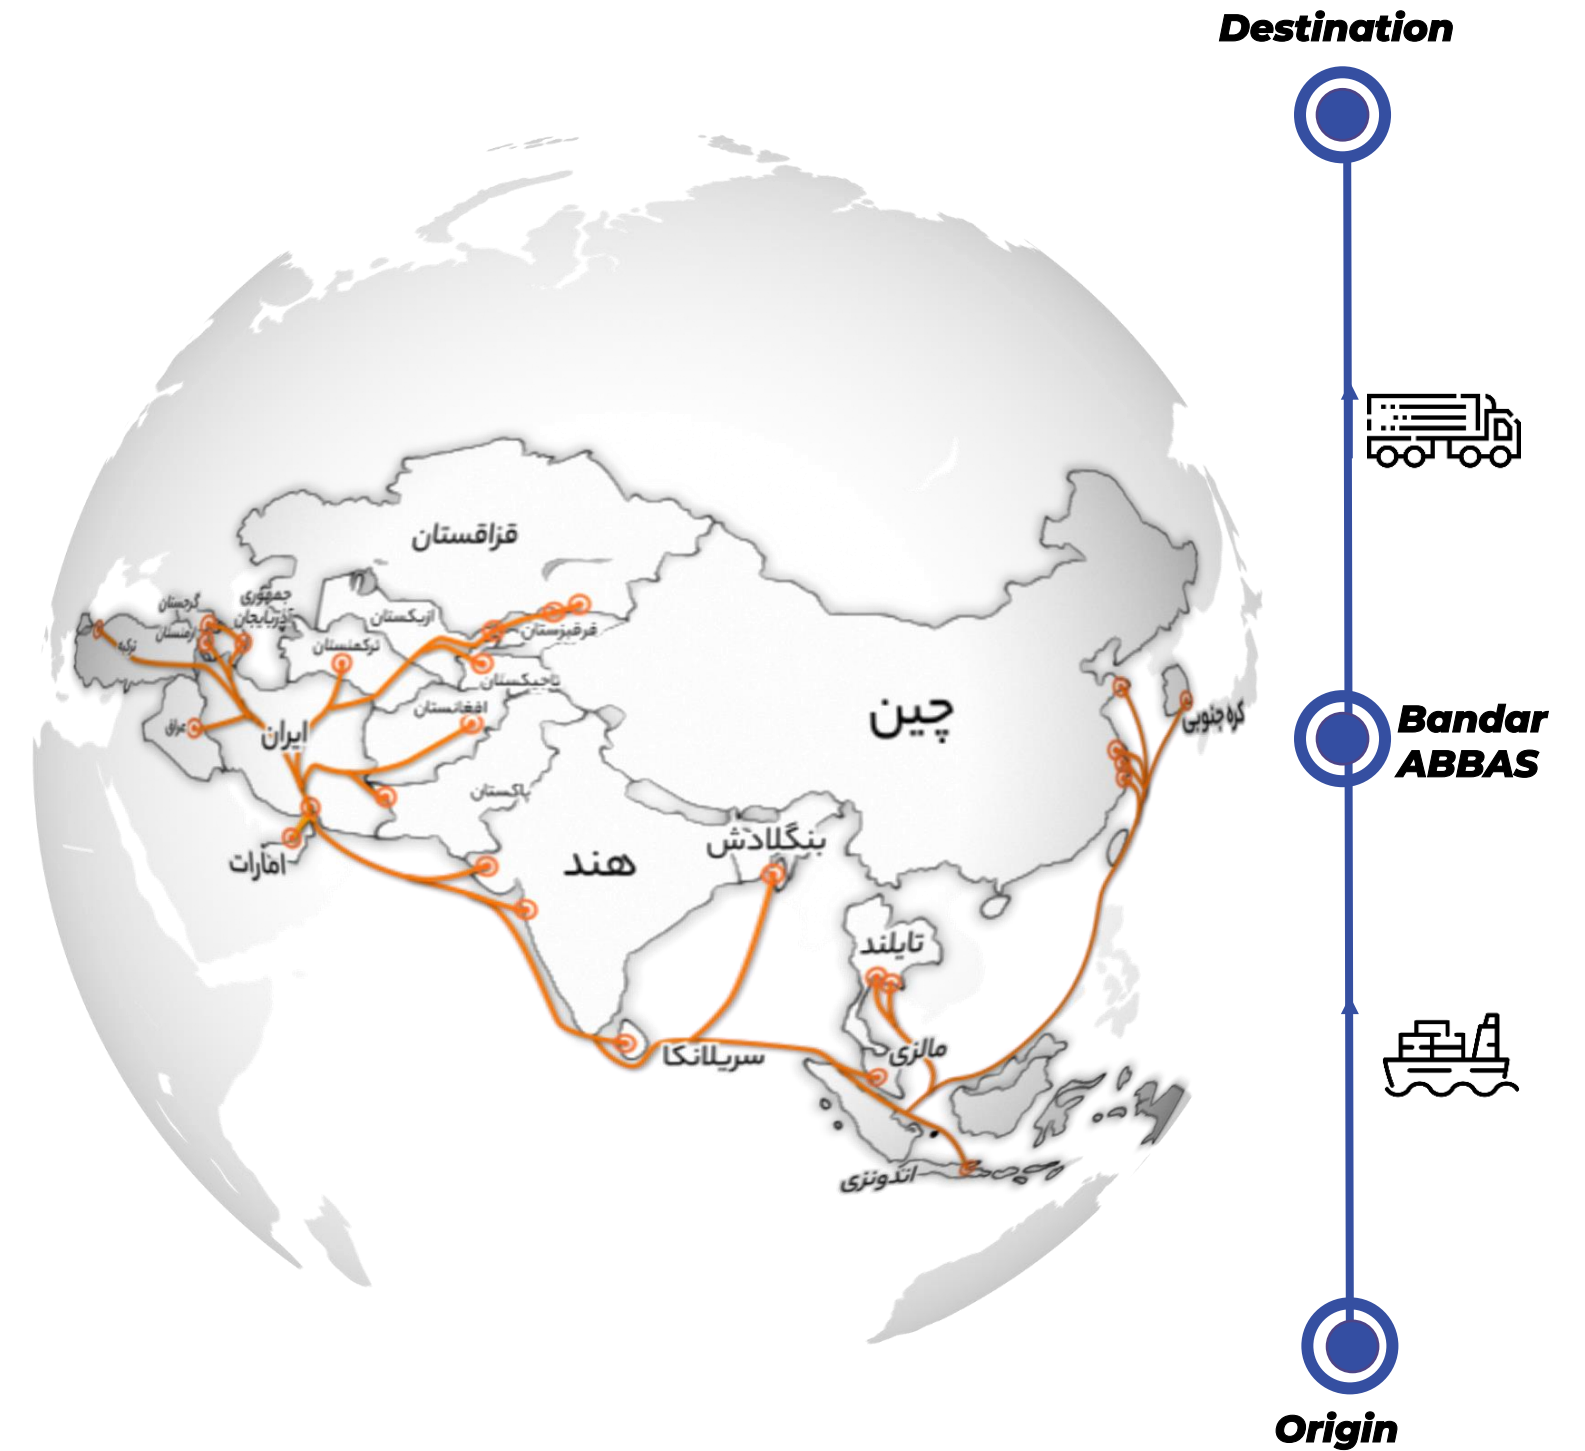 Destination
قزاقستان
گرجستان
جمهوری
آذربایجان
ارمنستان
ترکیه
ازبکستان
ترکمنستان
قرقیزستان
تاجیکستان
افغانستان
عراق
ایران
چین
کره جنوبی
Bandar
ABBAS
پاکستان
بنگلادش
هند
امارات
تایلند
مالزی
سریلانکا
اندونزی
Origin